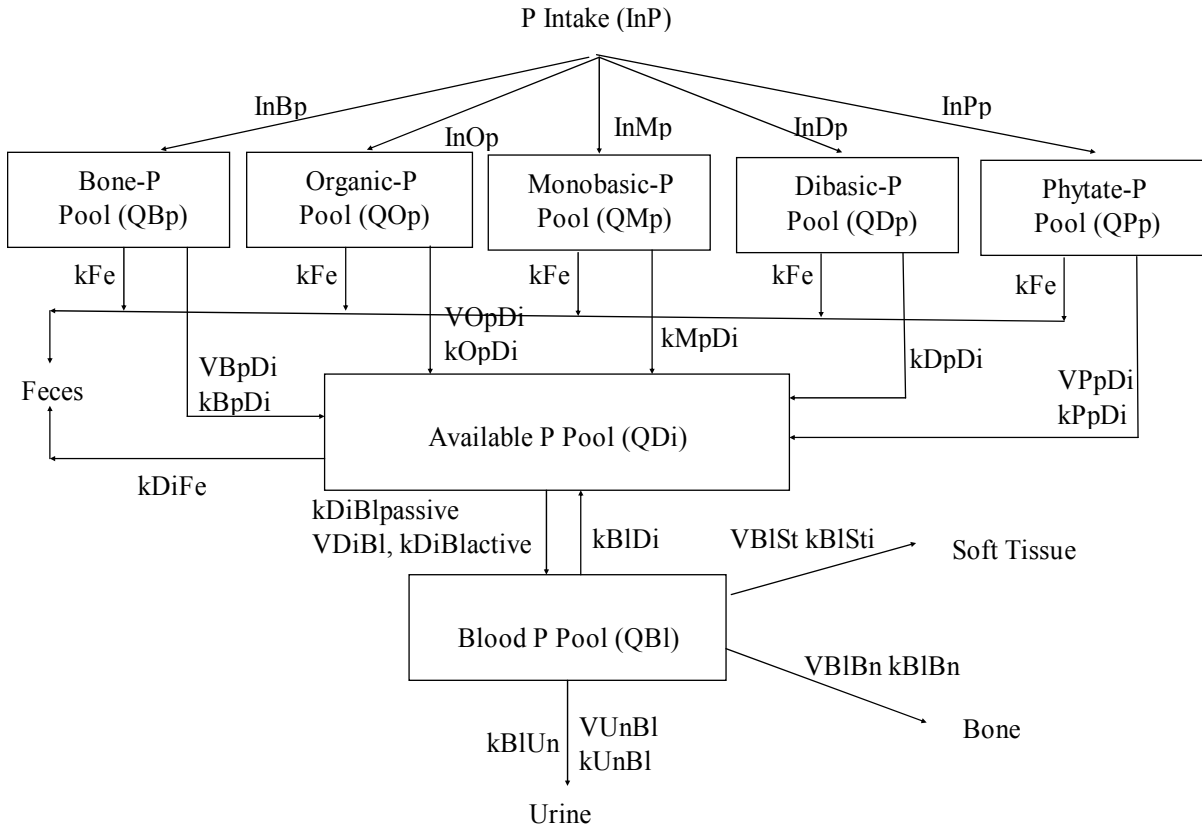 P Intake (InP)
InBp
InOp
InMp
InDp
InPp
Bone-P
Pool (QBp)
Organic-P
Pool (QOp)
Monobasic-P
Pool (QMp)
Dibasic-P
Pool (QDp)
Phytate-P
Pool (QPp)
kFe
kFe
kFe
kFe
kFe
VOpDi
kOpDi
kMpDi
kDpDi
VBpDi
kBpDi
VPpDi
kPpDi
Feces
Available P Pool (QDi)
kDiFe
kDiBlpassive
VDiBl, kDiBlactive
kBlDi
VBlSt kBlSti
Soft Tissue
Blood P Pool (QBl)
VBlBn kBlBn
Bone
kBlUn
VUnBl
kUnBl
Urine